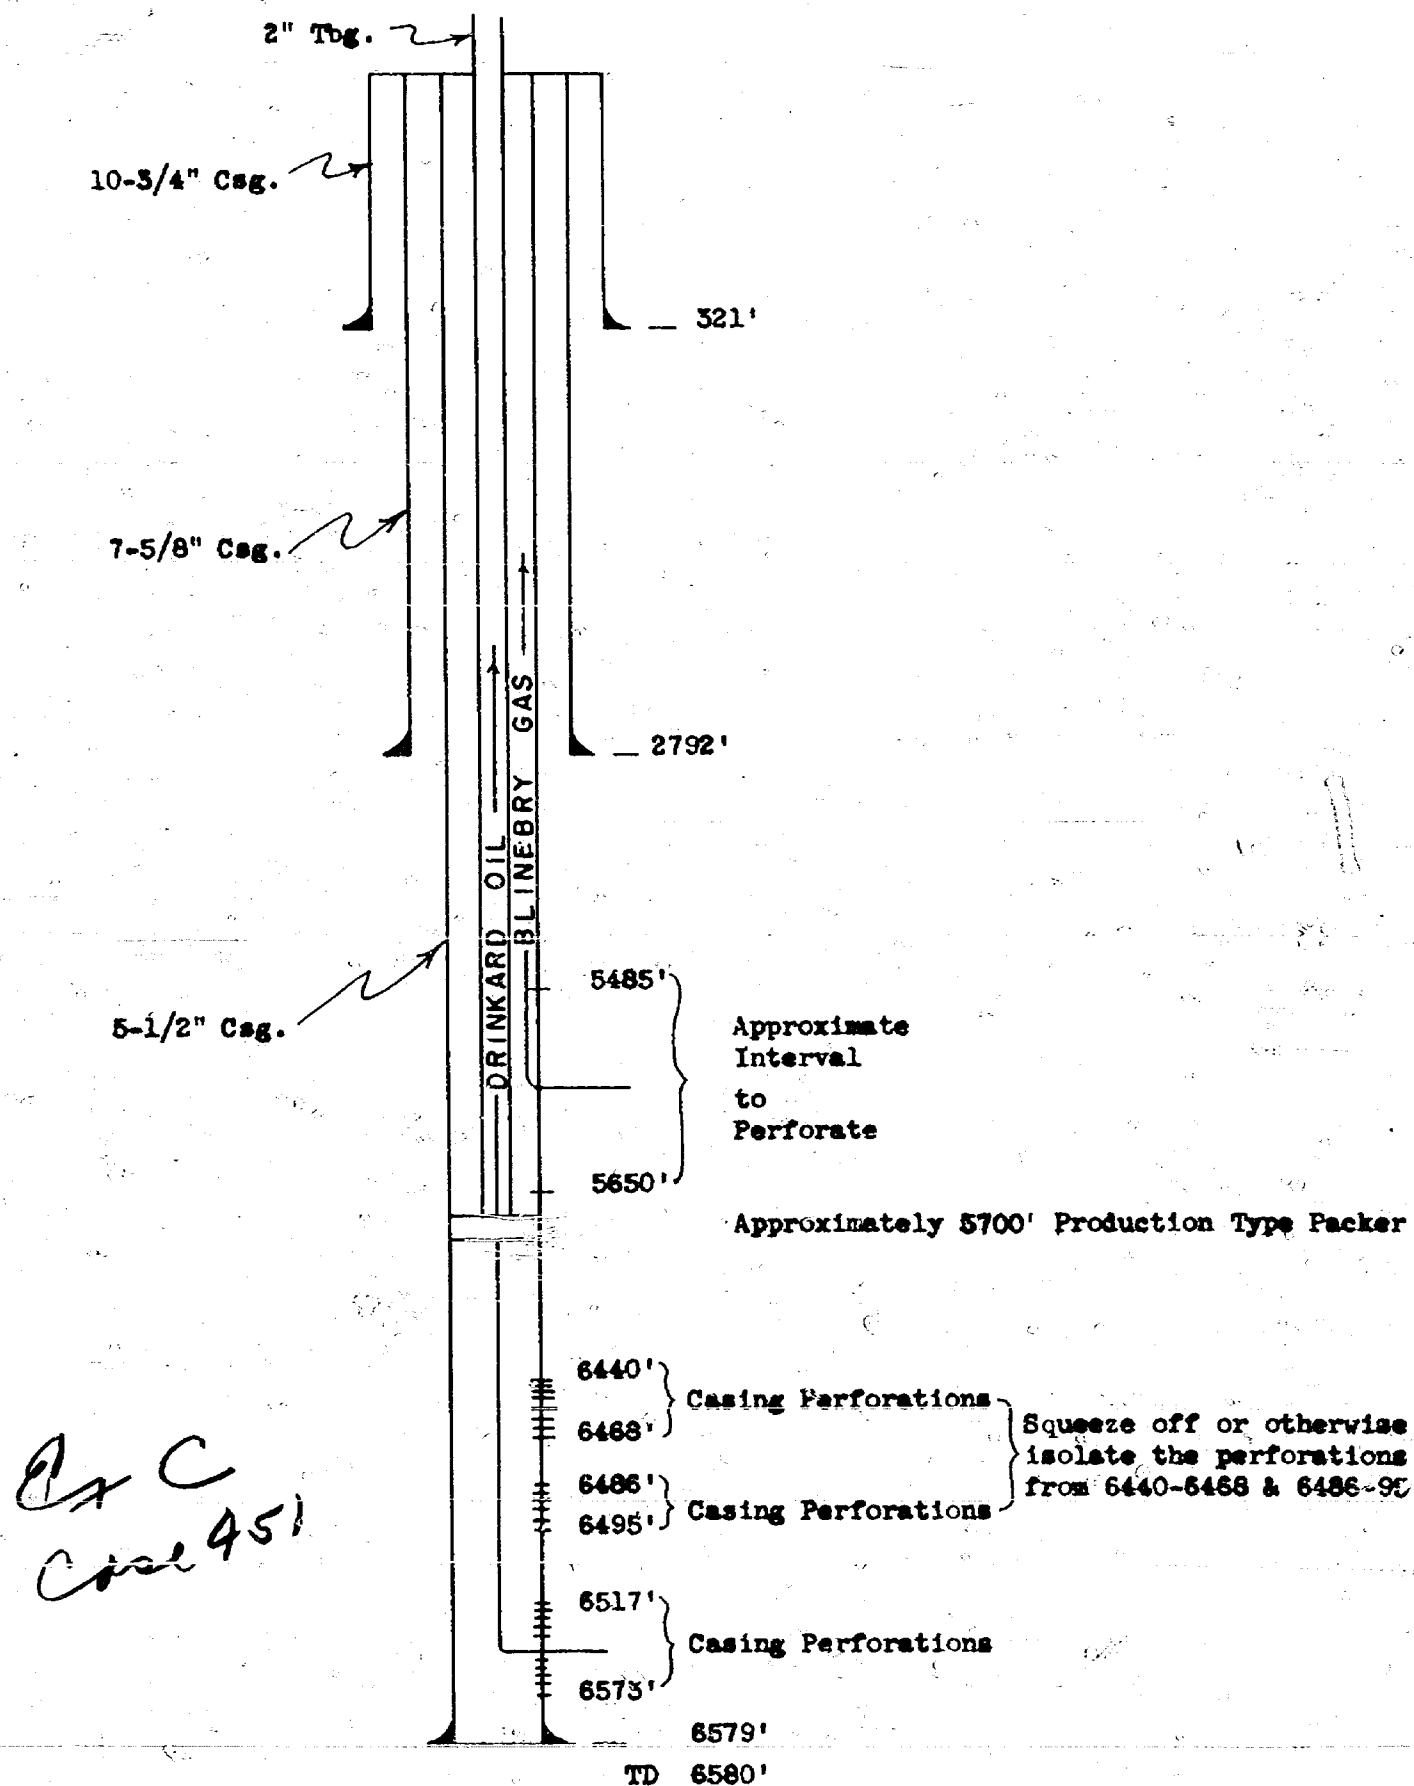 2" Tbg.
10-3/4" Csg.
321'
7-5/8" Csg.
2792'
DRINKARD OIL
BLINEBRY GAS
5-1/2" Csg.
5485'
Approximate
Interval
to
Perforate
5650'
Approximately 5700' Production Type Packer
6440'
Casing Perforations
6468'
Squeeze off or otherwise
isolate the perforations
from 6440-6468 & 6486-95
6486'
Casing Perforations
6495'
Ex C
Case 451
6517'
Casing Perforations
6573'
6579'
TD 6580'